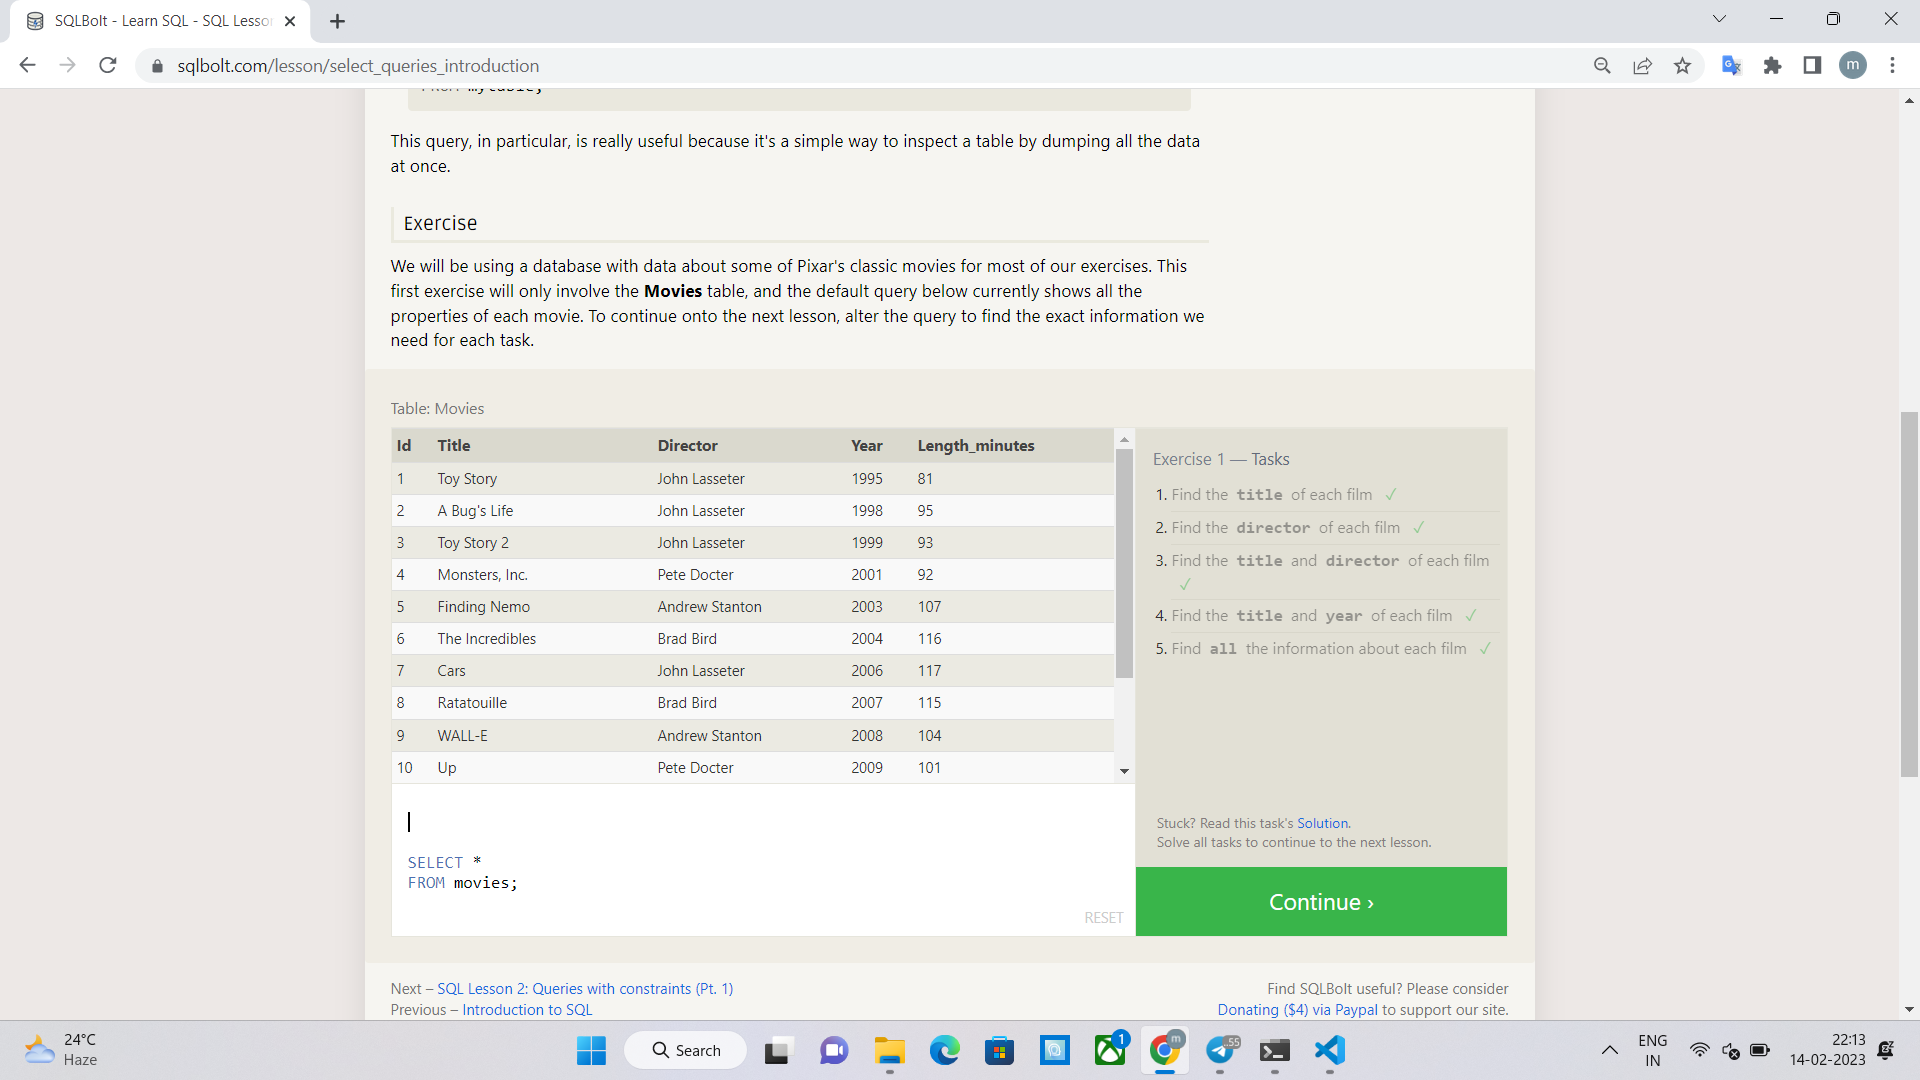 SQLBolt - Learn SQL - SQL Lesson
sqlbolt.com/lesson/select_queries_introduction
m
FROM mytable;
This query, in particular, is really useful because it's a simple way to inspect a table by dumping all the data
at once.
Exercise
We will be using a database with data about some of Pixar's classic movies for most of our exercises. This
first exercise will only involve the Movies table, and the default query below currently shows all the
properties of each movie. To continue onto the next lesson, alter the query to find the exact information we
need for each task.
Table: Movies
Id Title Director Year Length_minutes
1 Toy Story John Lasseter 1995 81
2 A Bug's Life John Lasseter 1998 95
3 Toy Story 2 John Lasseter 1999 93
4 Monsters, Inc. Pete Docter 2001 92
5 Finding Nemo Andrew Stanton 2003 107
6 The Incredibles Brad Bird 2004 116
7 Cars John Lasseter 2006 117
8 Ratatouille Brad Bird 2007 115
9 WALL-E Andrew Stanton 2008 104
10 Up Pete Docter 2009 101
SELECT *
FROM movies;
RESET
Exercise 1 — Tasks
1. Find the title of each film ✓
2. Find the director of each film ✓
3. Find the title and director of each film
✓
4. Find the title and year of each film ✓
5. Find all the information about each film ✓
Stuck? Read this task's Solution.
Solve all tasks to continue to the next lesson.
Continue ›
Next – SQL Lesson 2: Queries with constraints (Pt. 1)
Previous – Introduction to SQL
Find SQLBolt useful? Please consider
Donating ($4) via Paypal to support our site.
24°C
Haze
Search
1
m
55
ENG
IN
22:13
14-02-2023